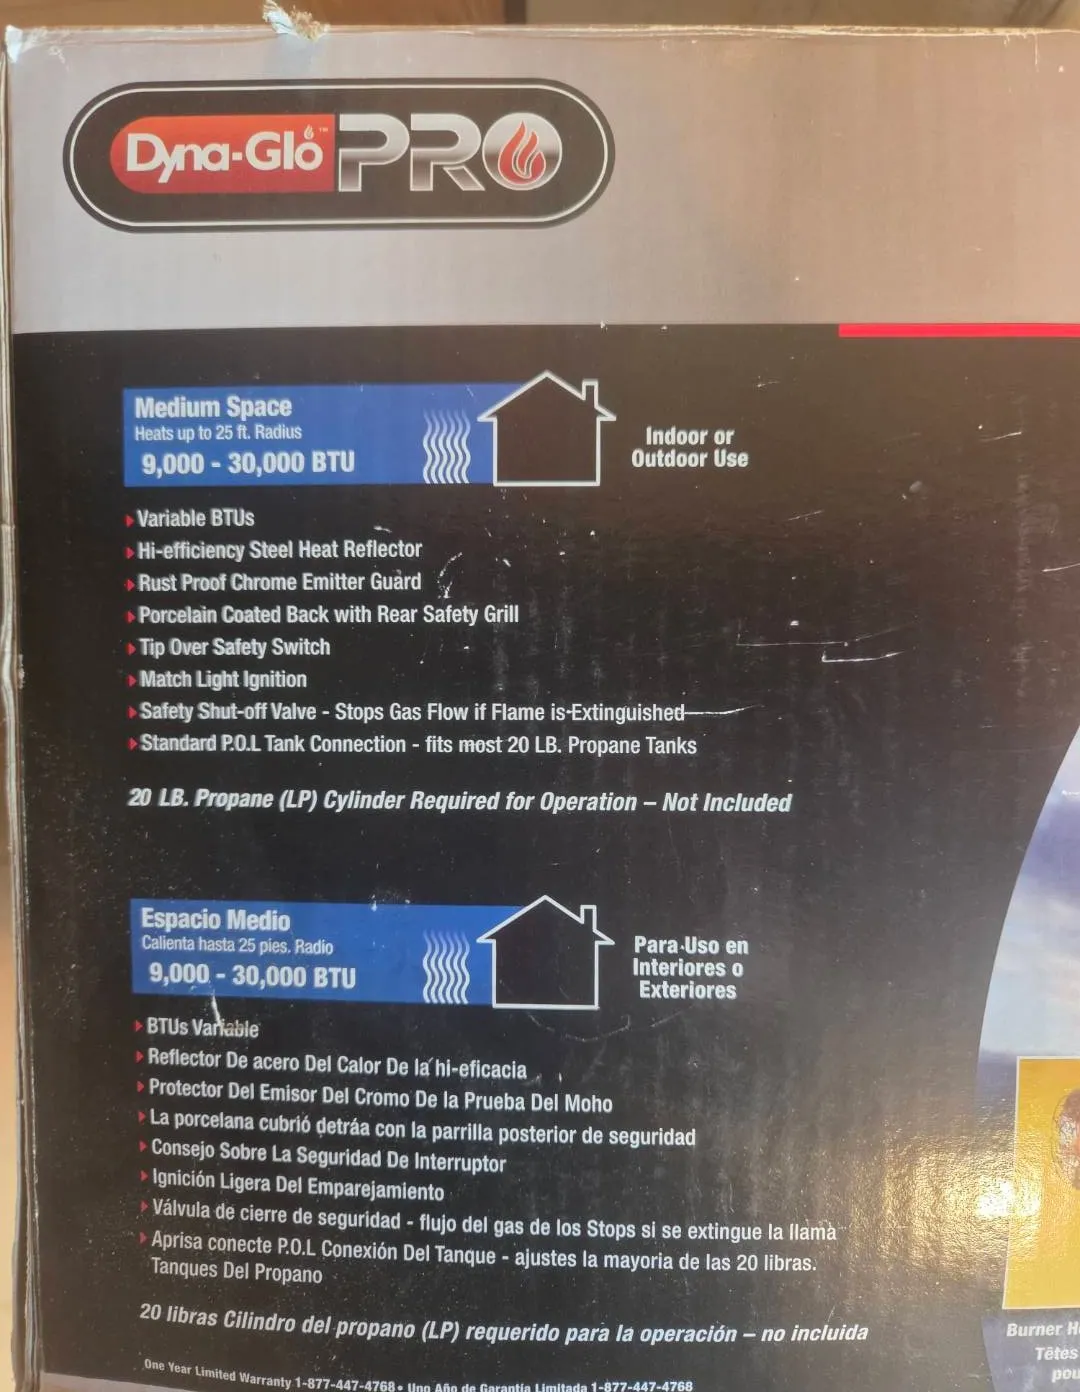 Dyna-Glo™ PRO
Medium Space
Heats up to 25 ft. Radius
9,000 - 30,000 BTU
Indoor or
Outdoor Use
Variable BTUs
Hi-efficiency Steel Heat Reflector
Rust Proof Chrome Emitter Guard
Porcelain Coated Back with Rear Safety Grill
Tip Over Safety Switch
Match Light Ignition
Safety Shut-off Valve - Stops Gas Flow if Flame is Extinguished
Standard P.O.L Tank Connection - fits most 20 LB. Propane Tanks
20 LB. Propane (LP) Cylinder Required for Operation – Not Included
Espacio Medio
Calienta hasta 25 pies. Radio
9,000 - 30,000 BTU
Para Uso en
Interiores o
Exteriores
BTUs Variable
Reflector De acero Del Calor De la hi-eficacia
Protector Del Emisor Del Cromo De la Prueba Del Moho
La porcelana cubrió detráa con la parrilla posterior de seguridad
Consejo Sobre La Seguridad De Interruptor
Ignición Ligera Del Emparejamiento
Válvula de cierre de seguridad - flujo del gas de los Stops si se extingue la llama
Aprisa conecte P.O.L Conexión Del Tanque - ajustes la mayoria de las 20 libras.
Tanques Del Propano
20 libras Cilindro del propano (LP) requerido para la operación – no incluida
One Year Limited Warranty 1-877-447-4768 • Uno Año de Garantía Limitada 1-877-447-4768
Burner
Têtes